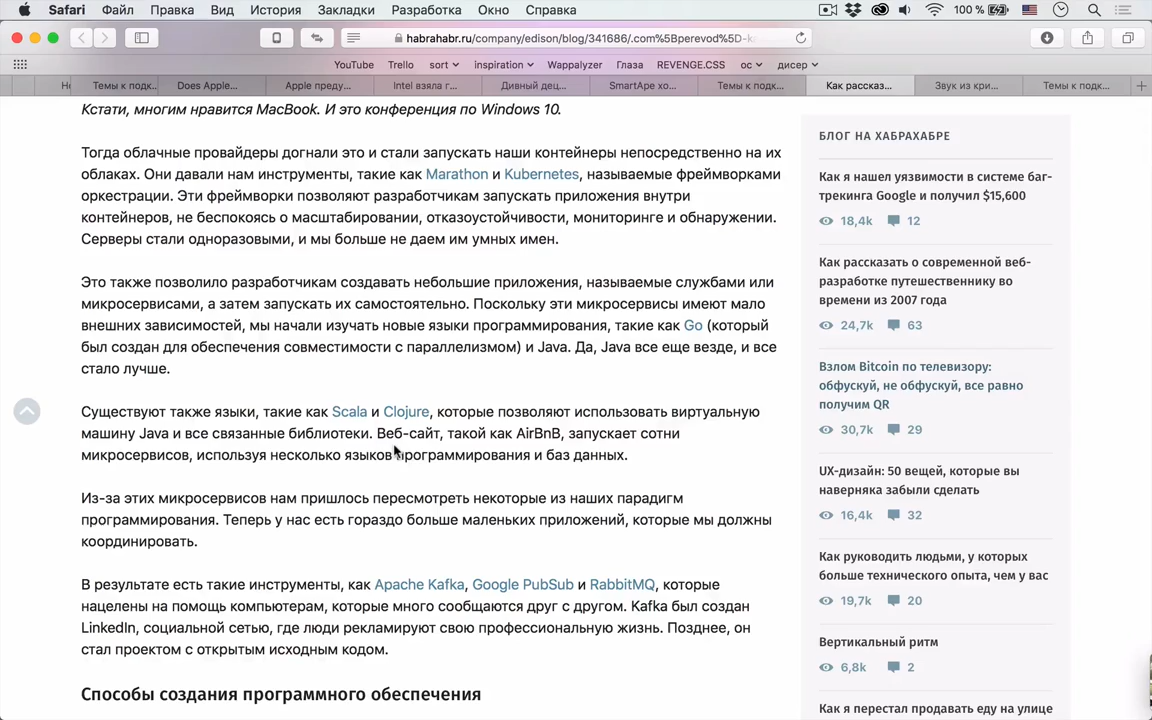 Safari Файл Правка Вид История Закладки Разработка Окно Справка 100 %
habrahabr.ru/company/edison/blog/341686/.com%5Bperevod%5D-k
YouTube Trello sort inspiration Wappalyzer Глаза REVENGE.CSS ос дисер
Темы к подк... Does Apple... Apple преду... Intel взяла г... Дивный дец... SmartApe хо... Темы к подк... Как рассказ... Звук из кри... Темы к подк...
Кстати, многим нравится MacBook. И это конференция по Windows 10.
Тогда облачные провайдеры догнали это и стали запускать наши контейнеры непосредственно на их
облаках. Они давали нам инструменты, такие как Marathon и Kubernetes, называемые фреймворками
оркестрации. Эти фреймворки позволяют разработчикам запускать приложения внутри
контейнеров, не беспокоясь о масштабировании, отказоустойчивости, мониторинге и обнаружении.
Серверы стали одноразовыми, и мы больше не даем им умных имен.
Это также позволило разработчикам создавать небольшие приложения, называемые службами или
микросервисами, а затем запускать их самостоятельно. Поскольку эти микросервисы имеют мало
внешних зависимостей, мы начали изучать новые языки программирования, такие как Go (который
был создан для обеспечения совместимости с параллелизмом) и Java. Да, Java все еще везде, и все
стало лучше.
Существуют также языки, такие как Scala и Clojure, которые позволяют использовать виртуальную
машину Java и все связанные библиотеки. Веб-сайт, такой как AirBnB, запускает сотни
микросервисов, используя несколько языков программирования и баз данных.
Из-за этих микросервисов нам пришлось пересмотреть некоторые из наших парадигм
программирования. Теперь у нас есть гораздо больше маленьких приложений, которые мы должны
координировать.
В результате есть такие инструменты, как Apache Kafka, Google PubSub и RabbitMQ, которые
нацелены на помощь компьютерам, которые много сообщаются друг с другом. Kafka был создан
LinkedIn, социальной сетью, где люди рекламируют свою профессиональную жизнь. Позднее, он
стал проектом с открытым исходным кодом.
Способы создания программного обеспечения
БЛОГ НА ХАБРАХАБРЕ
Как я нашел уязвимости в системе баг-
трекинга Google и получил $15,600
18,4k 12
Как рассказать о современной веб-
разработке путешественнику во
времени из 2007 года
24,7k 63
Взлом Bitcoin по телевизору:
обфускуй, не обфускуй, все равно
получим QR
30,7k 29
UX-дизайн: 50 вещей, которые вы
наверняка забыли сделать
16,4k 32
Как руководить людьми, у которых
больше технического опыта, чем у вас
19,7k 20
Вертикальный ритм
6,8k 2
Как я перестал продавать еду на улице